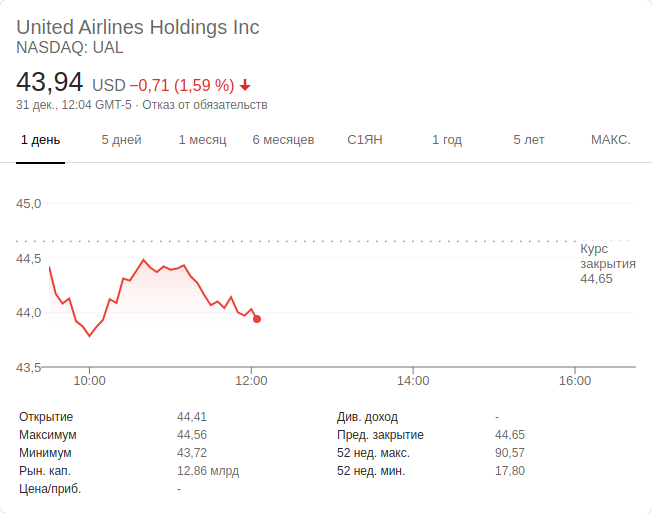 United Airlines Holdings Inc
NASDAQ: UAL
43,94 USD −0,71 (1,59 %)
31 дек., 12:04 GMT-5 · Отказ от обязательств
1 день 5 дней 1 месяц 6 месяцев С1ЯН 1 год 5 лет МАКС.
45,0
Курс
закрытия
44,65
44,5
44,0
43,5
10:00 12:00 14:00 16:00
Открытие 44,41 Див. доход -
Максимум 44,56 Пред. закрытие 44,65
Минимум 43,72 52 нед. макс. 90,57
Рын. кап. 12,86 млрд 52 нед. мин. 17,80
Цена/приб. -